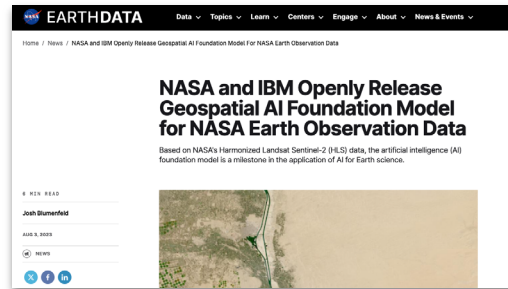 NASA EARTHDATA Data Topics Learn Centers Engage About News & Events
Home / News / NASA and IBM Openly Release Geospatial AI Foundation Model For NASA Earth Observation Data
NASA and IBM Openly Release
Geospatial AI Foundation Model
for NASA Earth Observation Data
Based on NASA's Harmonized Landsat Sentinel-2 (HLS) data, the artificial intelligence (AI)
foundation model is a milestone in the application of AI for Earth science.
6 MIN READ
Josh Blumenfeld
AUG 3, 2023
NEWS
X f in